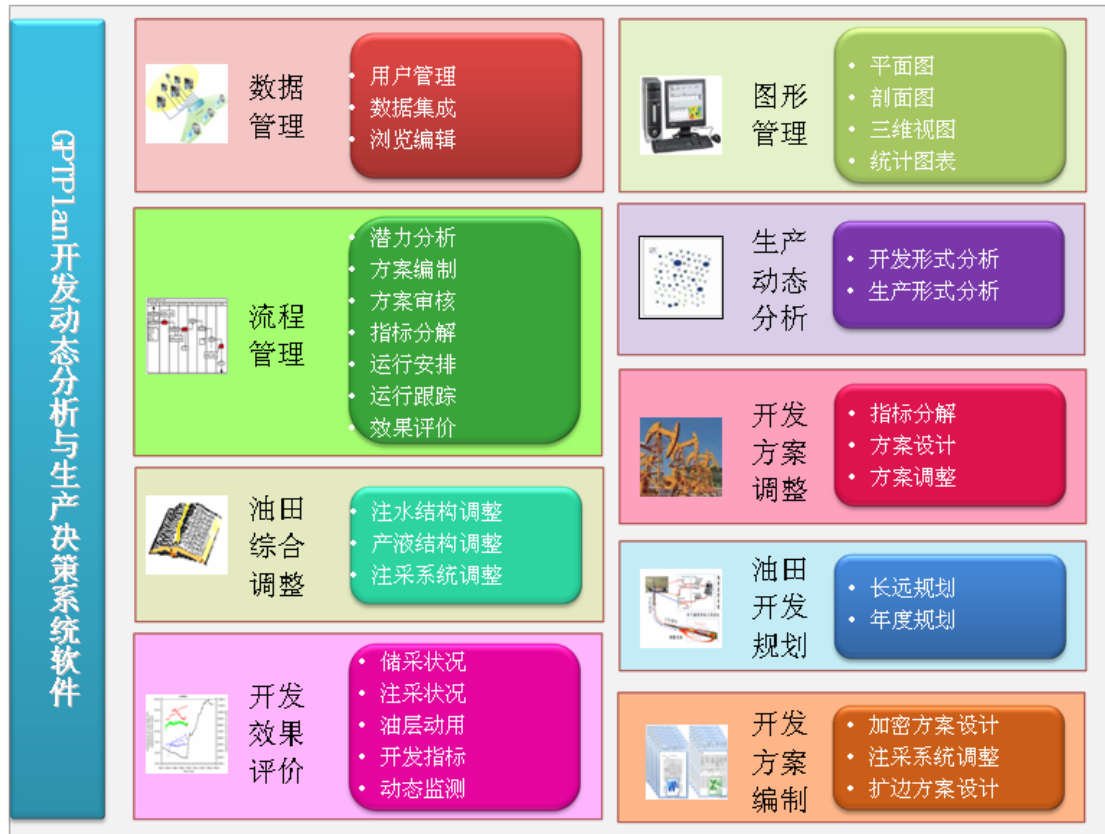 GPTPlan开发动态分析与生产决策系统软件
数据
管理
用户管理
数据集成
浏览编辑
图形
管理
平面图
剖面图
三维视图
统计图表
流程
管理
潜力分析
方案编制
方案审核
指标分解
运行安排
运行跟踪
效果评价
生产
动态
分析
开发形式分析
生产形式分析
开发
方案
调整
指标分解
方案设计
方案调整
油田
综合
调整
注水结构调整
产液结构调整
注采系统调整
油田
开发
规划
长远规划
年度规划
开发
效果
评价
储采状况
注采状况
油层动用
开发指标
动态监测
开发
方案
编制
加密方案设计
注采系统调整
扩边方案设计